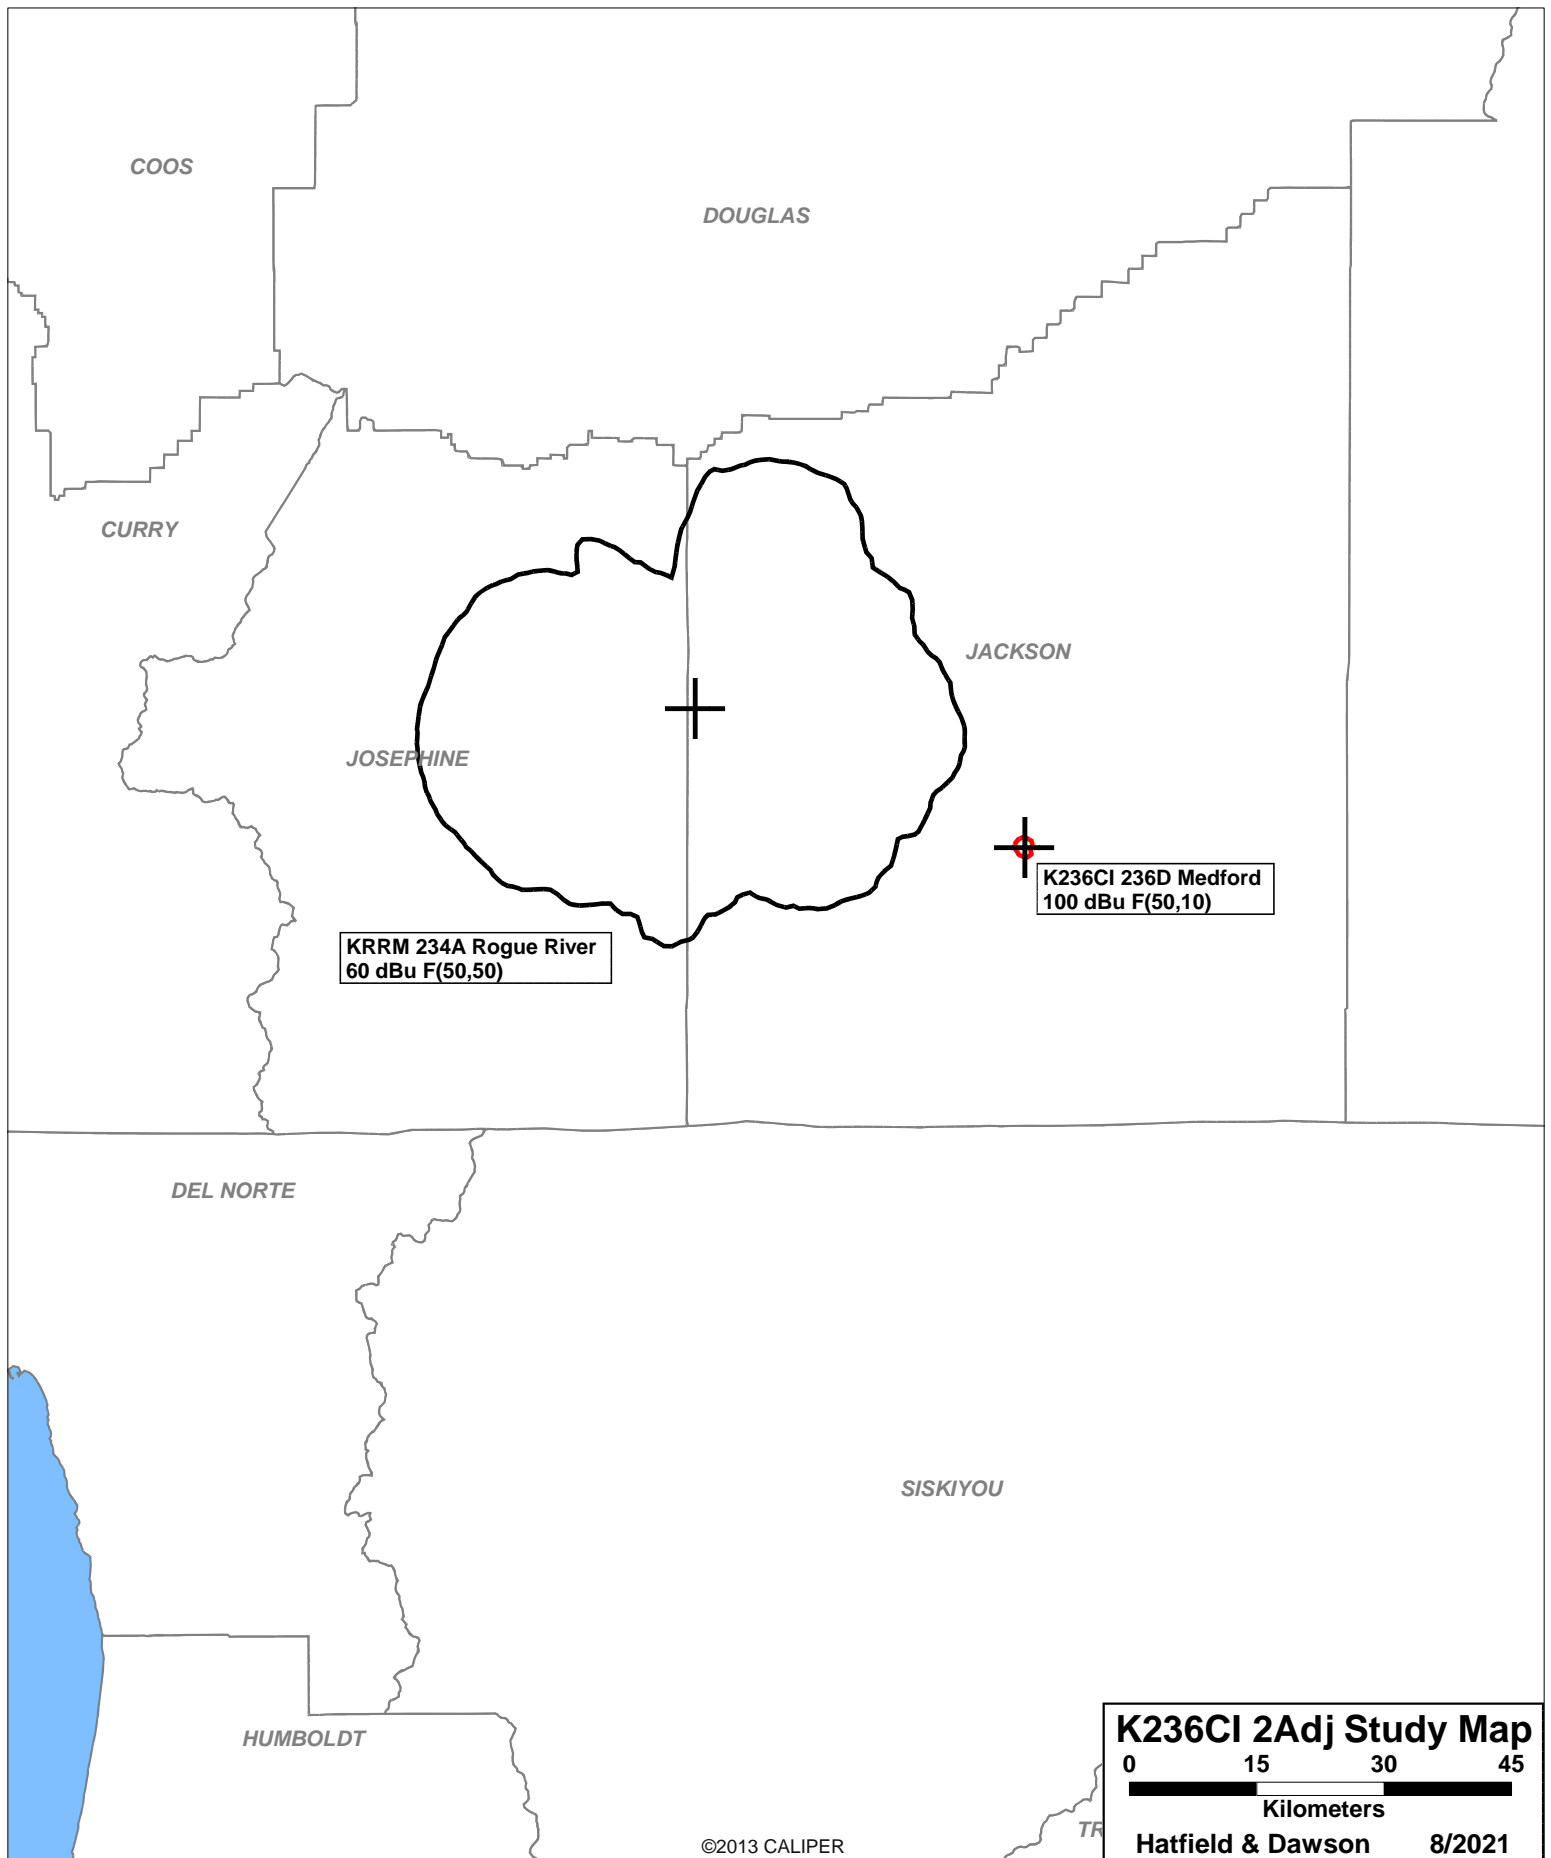 COOS
DOUGLAS
CURRY
JACKSON
JOSEPHINE
K236CI 236D Medford
100 dBu F(50,10)
KRRM 234A Rogue River
60 dBu F(50,50)
DEL NORTE
SISKIYOU
HUMBOLDT
TR
K236CI 2Adj Study Map
0 15 30 45
Kilometers
Hatfield & Dawson 8/2021
©2013 CALIPER